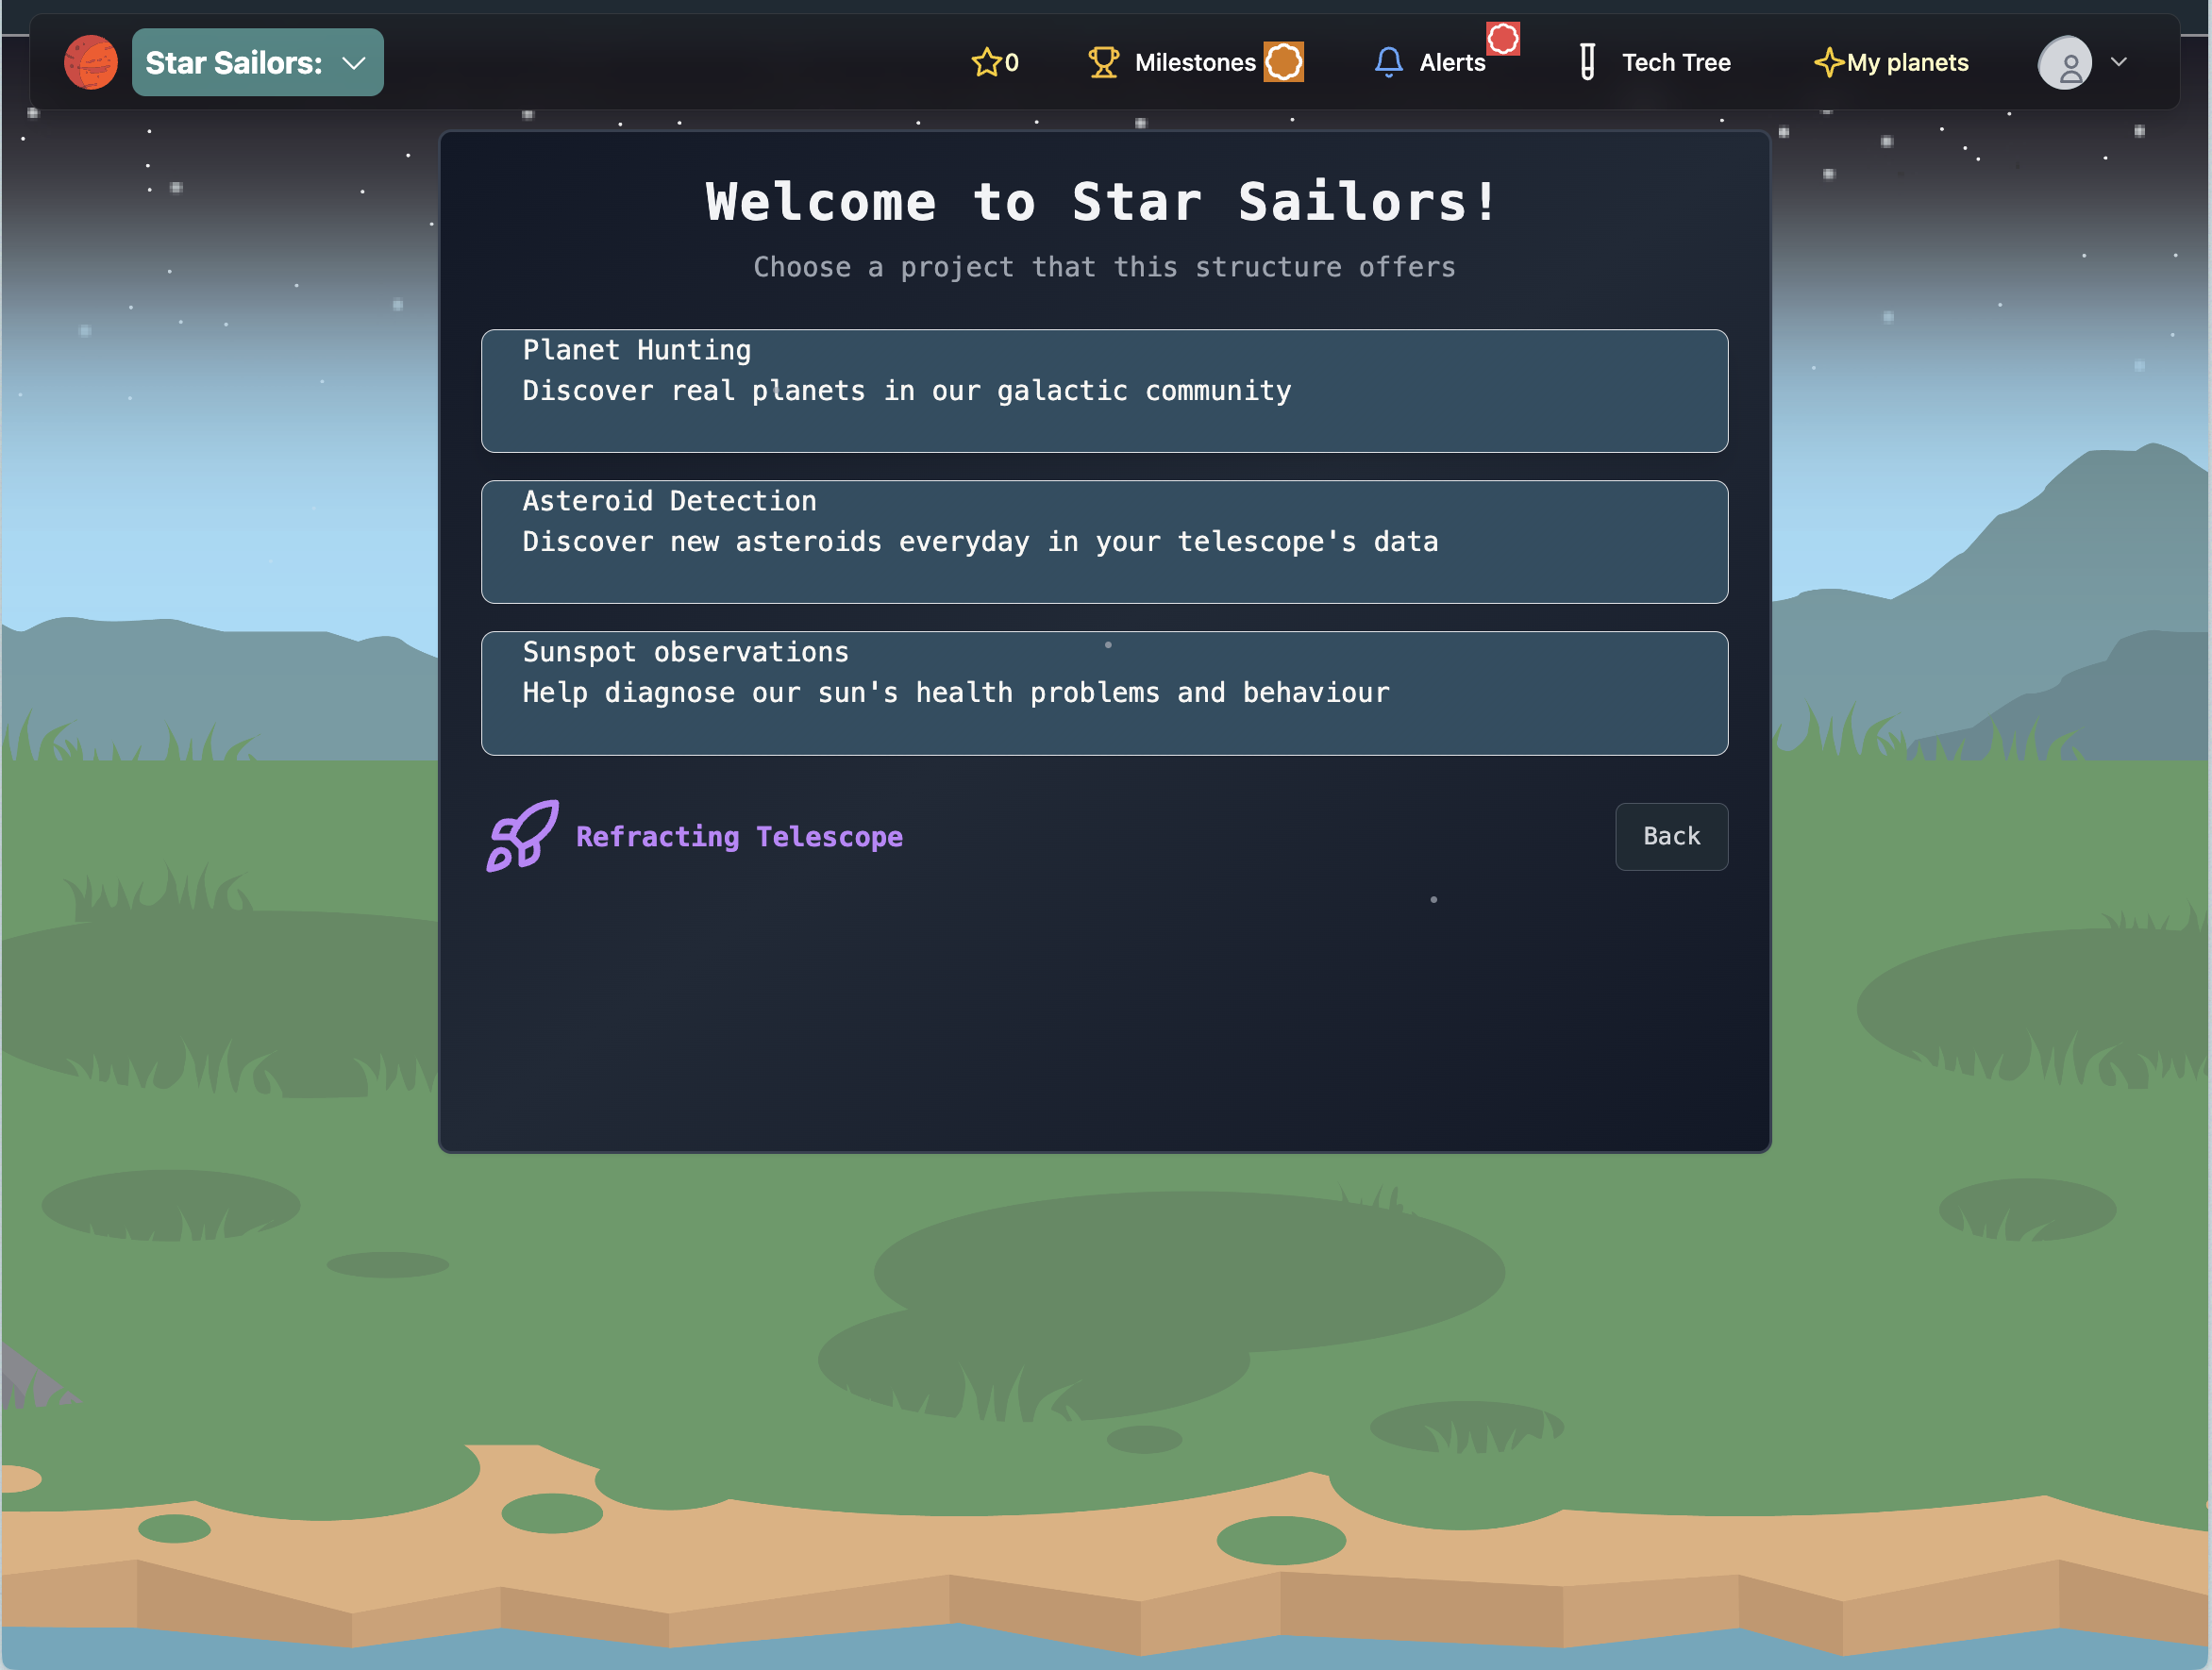 Star Sailors:
0
Milestones
Alerts
Tech Tree
My planets
Welcome to Star Sailors!
Choose a project that this structure offers
Planet Hunting
Discover real planets in our galactic community
Asteroid Detection
Discover new asteroids everyday in your telescope's data
Sunspot observations
Help diagnose our sun's health problems and behaviour
Refracting Telescope
Back